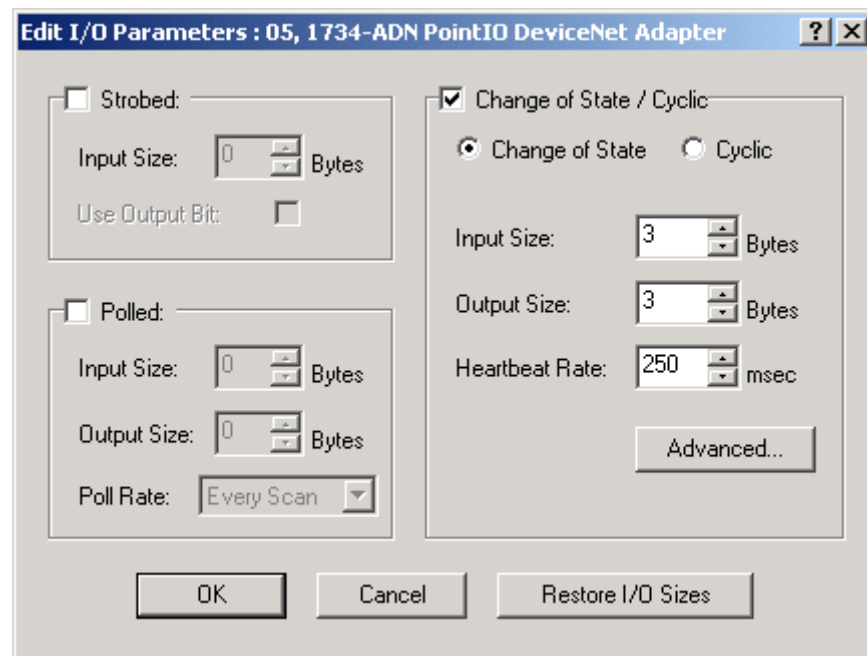 Edit I/O Parameters : 05, 1734-ADN PointIO DeviceNet Adapter
Strobed:
Input Size: 0 Bytes
Use Output Bit:
Polled:
Input Size: 0 Bytes
Output Size: 0 Bytes
Poll Rate: Every Scan
Change of State / Cyclic
Change of State Cyclic
Input Size: 3 Bytes
Output Size: 3 Bytes
Heartbeat Rate: 250 msec
Advanced...
OK Cancel Restore I/O Sizes